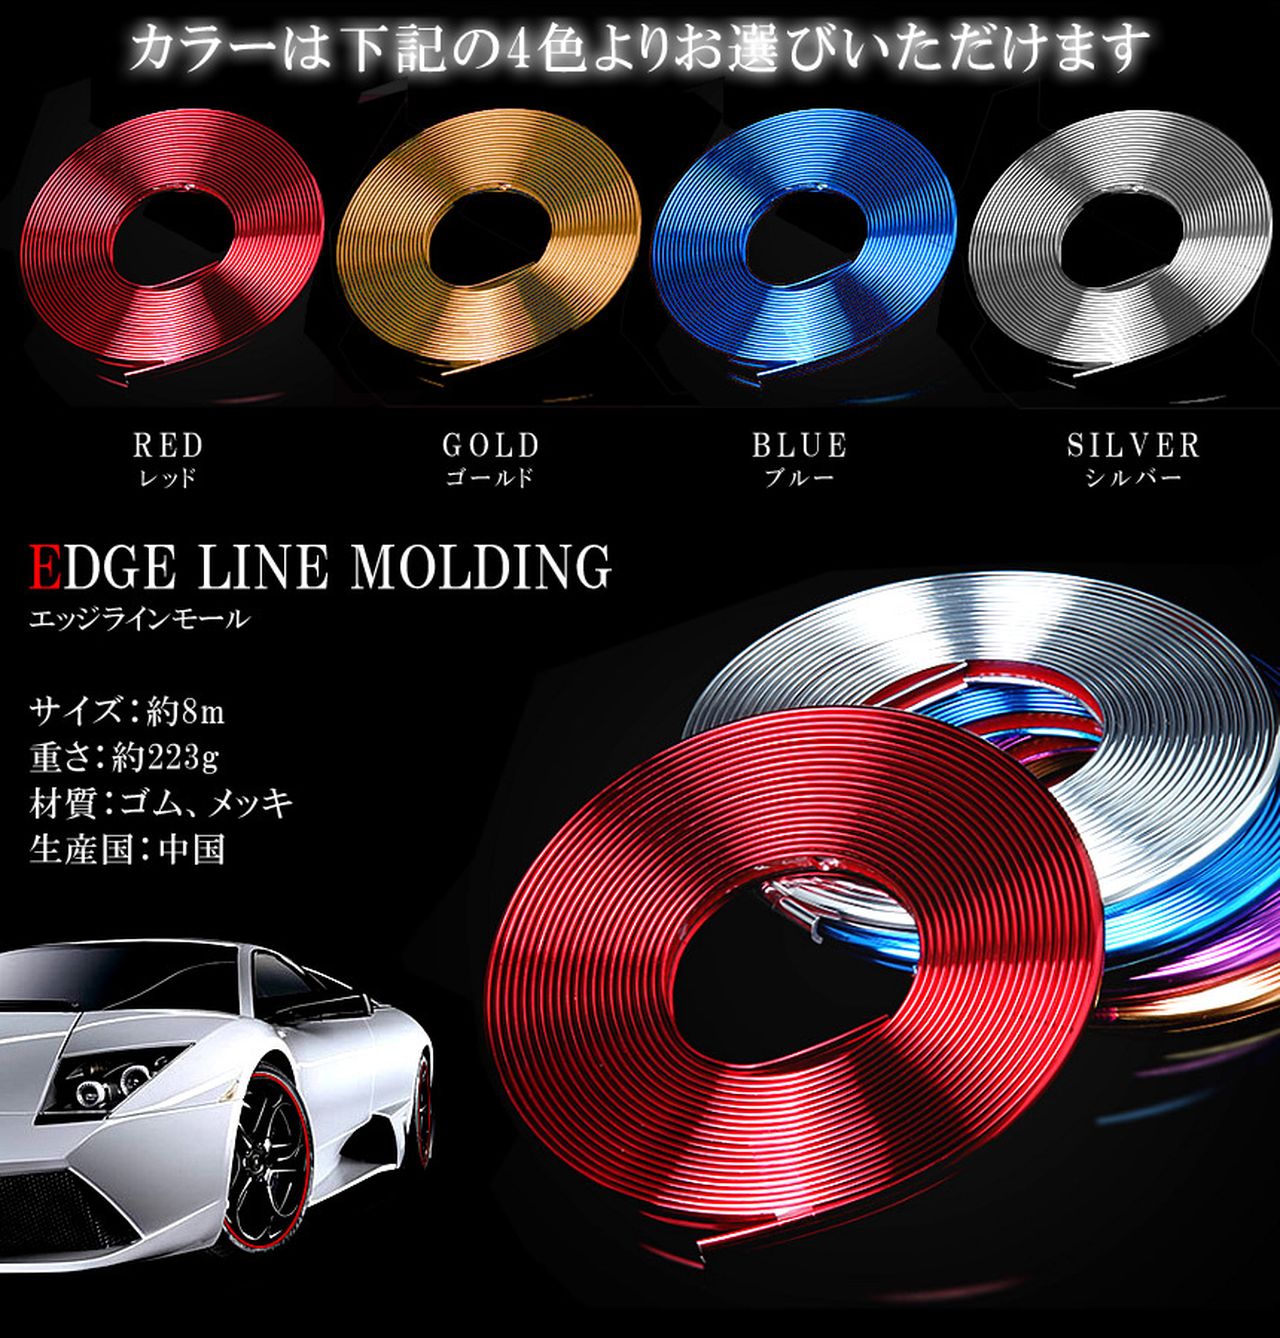 カラーは下記の4色よりお選びいただけます
RED
レッド
GOLD
ゴールド
BLUE
ブルー
SILVER
シルバー
EDGE LINE MOLDING
エッジラインモール
サイズ：約8m
重さ：約223g
材質：ゴム、メッキ
生産国：中国